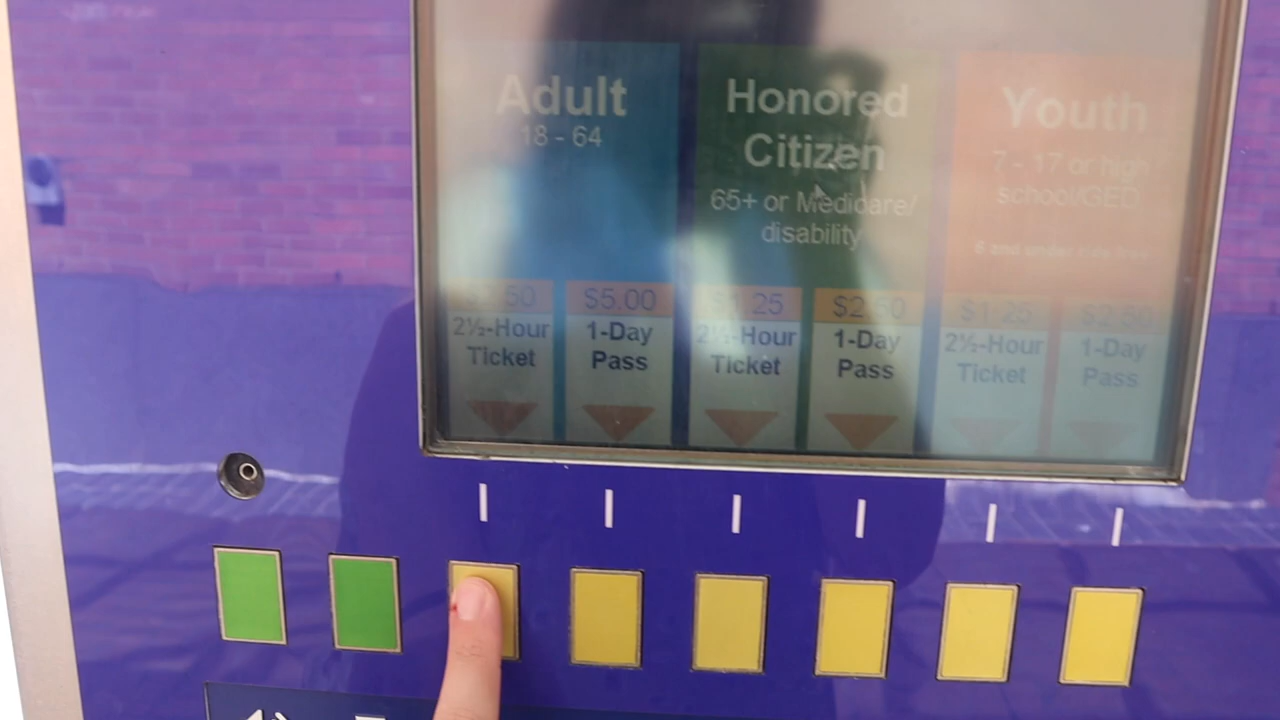 Adult
18 - 64
Honored
Citizen
65+ or Medicare/
disability
Youth
7 - 17 or high
school/GED
6 and under ride free
$5.00
$1.25
$2.50
$1.25
$2.50
2½-Hour
Ticket
1-Day
Pass
2½-Hour
Ticket
1-Day
Pass
2½-Hour
Ticket
1-Day
Pass